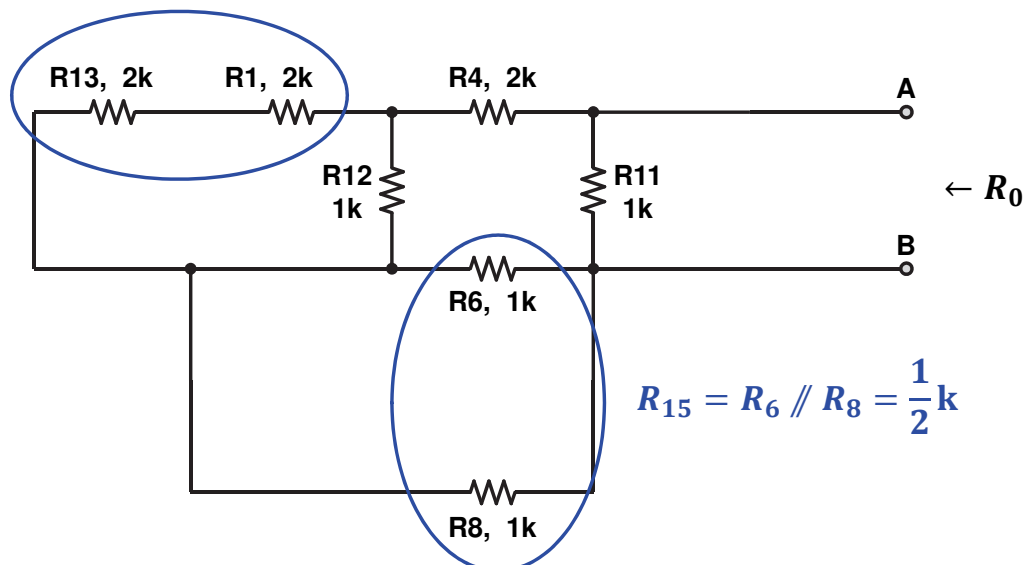 R13, 2k
R1, 2k
R4, 2k
A
R12
1k
R11
1k
← R₀
B
R6, 1k
R₁₅ = R₆ ⫽ R₈ = 1/2 k
R8, 1k